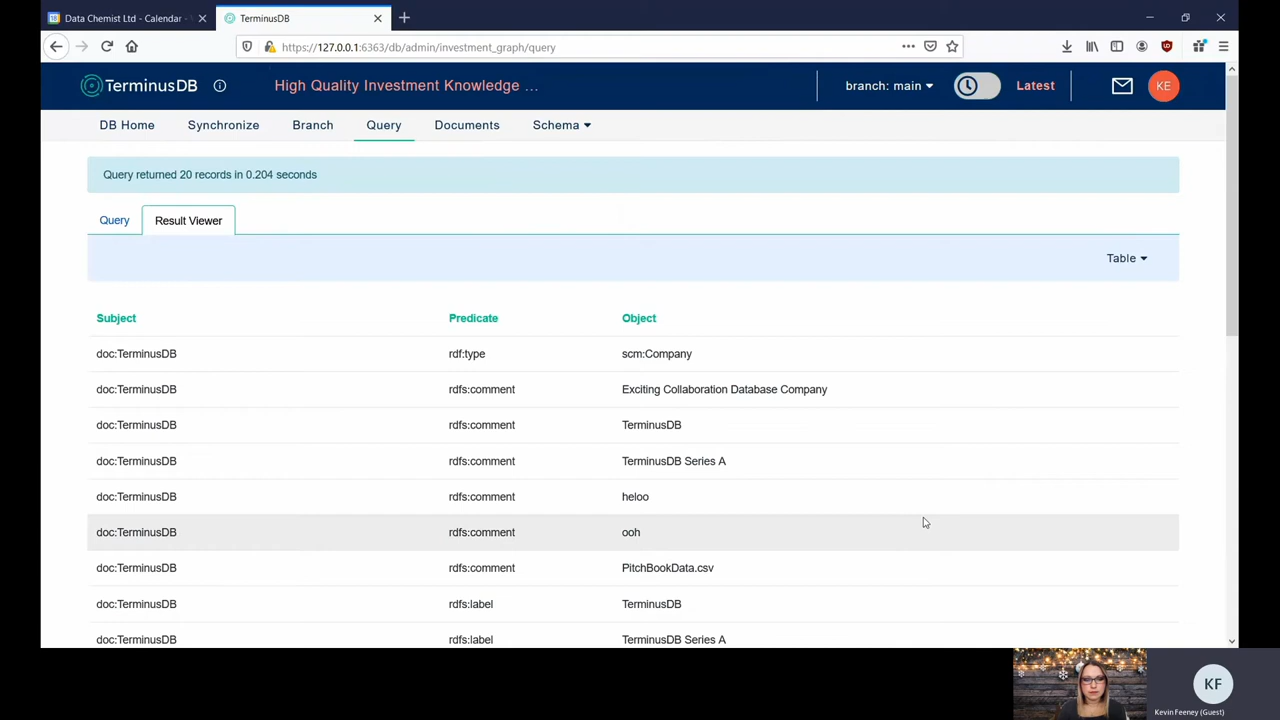 Data Chemist Ltd - Calendar -
TerminusDB
https://127.0.0.1:6363/db/admin/investment_graph/query
TerminusDB
High Quality Investment Knowledge ...
branch: main
Latest
KE
DB Home
Synchronize
Branch
Query
Documents
Schema
Query returned 20 records in 0.204 seconds
Query
Result Viewer
Table
Subject Predicate Object
doc:TerminusDB rdf:type scm:Company
doc:TerminusDB rdfs:comment Exciting Collaboration Database Company
doc:TerminusDB rdfs:comment TerminusDB
doc:TerminusDB rdfs:comment TerminusDB Series A
doc:TerminusDB rdfs:comment heloo
doc:TerminusDB rdfs:comment ooh
doc:TerminusDB rdfs:comment PitchBookData.csv
doc:TerminusDB rdfs:label TerminusDB
doc:TerminusDB rdfs:label TerminusDB Series A
KF
Kevin Feeney (Guest)